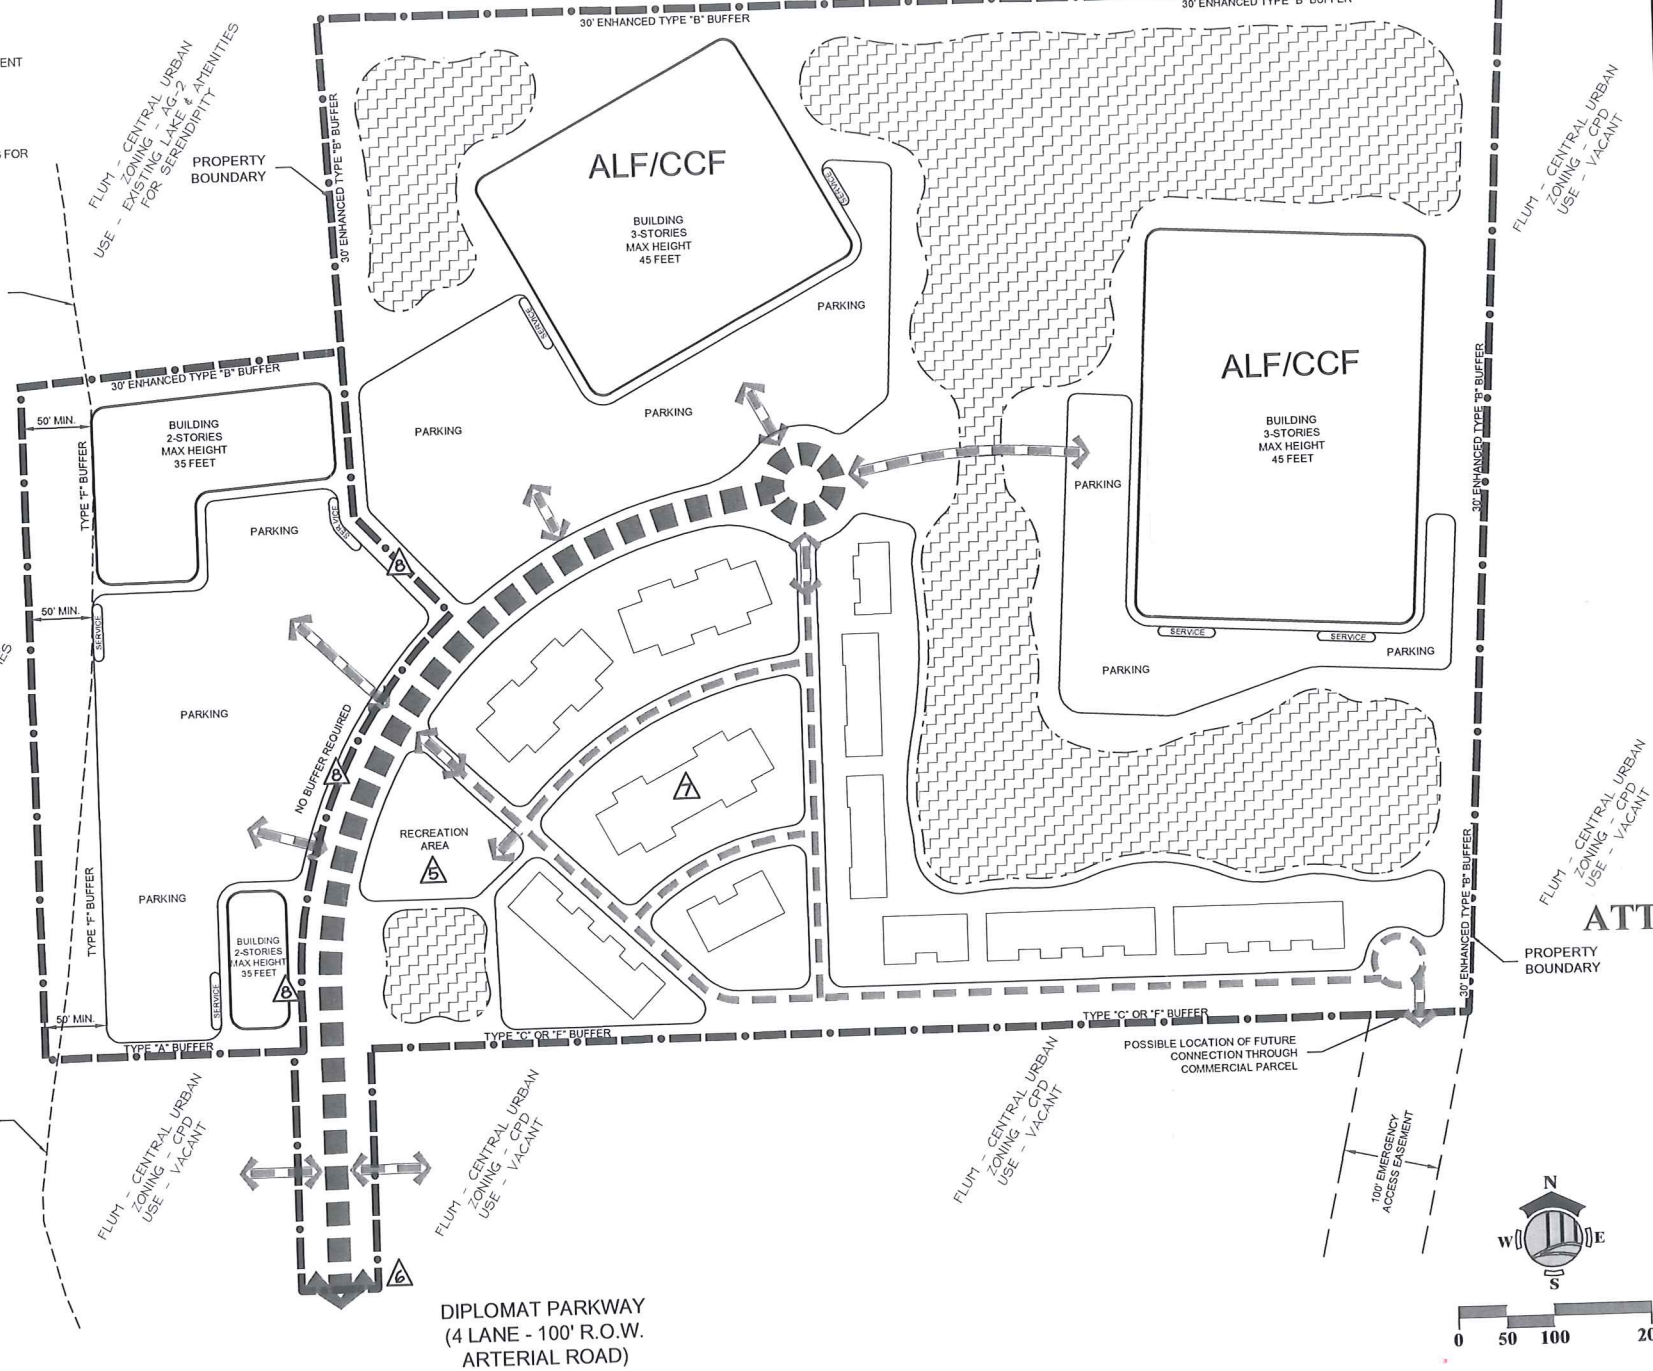 30' ENHANCED TYPE "B" BUFFER
30' ENHANCED TYPE "B" BUFFER
ENT
FOR
FLUM - CENTRAL URBAN
ZONING - AG-2
USE - EXISTING LAKE & AMENITIES
FOR SERENDIPITY
PROPERTY
BOUNDARY
30' ENHANCED TYPE "B" BUFFER
ALF/CCF
BUILDING
3-STORIES
MAX HEIGHT
45 FEET
SERVICE
SERVICE
PARKING
PARKING
PARKING
FLUM - CENTRAL URBAN
ZONING - CPD
USE - VACANT
ALF/CCF
BUILDING
3-STORIES
MAX HEIGHT
45 FEET
30' ENHANCED TYPE "B" BUFFER
PARKING
SERVICE
SERVICE
PARKING
PARKING
30' ENHANCED TYPE "B" BUFFER
50' MIN.
BUILDING
2-STORIES
MAX HEIGHT
35 FEET
TYPE "F" BUFFER
PARKING
SERVICE
8
50' MIN.
SERVICE
PARKING
NO BUFFER REQUIRED
8
7
RECREATION
AREA
5
PARKING
TYPE "F" BUFFER
BUILDING
2-STORIES
MAX HEIGHT
35 FEET
8
SERVICE
50' MIN.
TYPE "A" BUFFER
TYPE "C" OR "F" BUFFER
TYPE "C" OR "F" BUFFER
30' ENHANCED TYPE "B" BUFFER
FLUM - CENTRAL URBAN
ZONING - CPD
USE - VACANT
ATT
PROPERTY
BOUNDARY
POSSIBLE LOCATION OF FUTURE
CONNECTION THROUGH
COMMERCIAL PARCEL
FLUM - CENTRAL URBAN
ZONING - CPD
USE - VACANT
FLUM - CENTRAL URBAN
ZONING - CPD
USE - VACANT
FLUM - CENTRAL URBAN
ZONING - CPD
USE - VACANT
100' EMERGENCY
ACCESS EASEMENT
6
DIPLOMAT PARKWAY
(4 LANE - 100' R.O.W.
ARTERIAL ROAD)
N
W
E
S
0 50 100 20